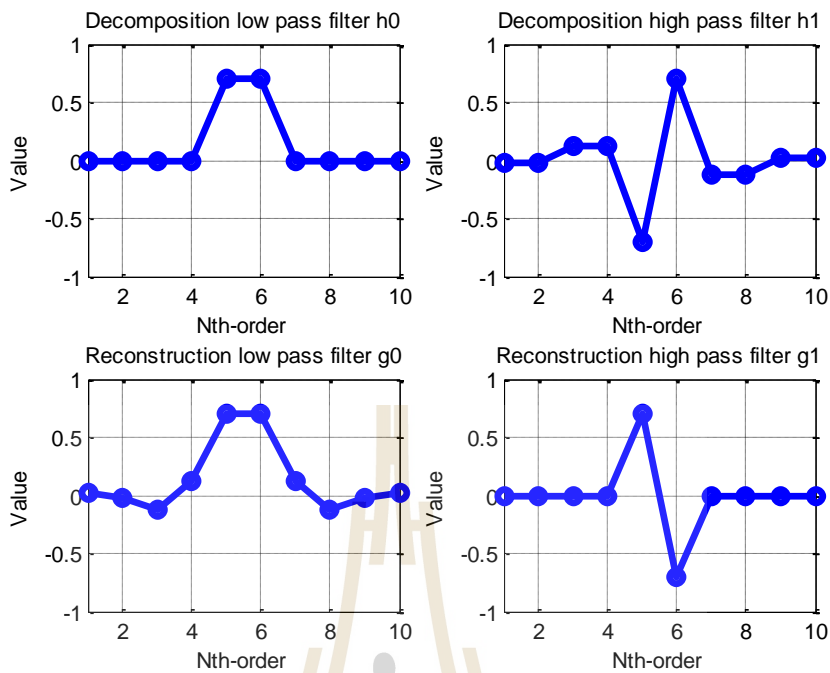 Decomposition low pass filter h0
1
0.5
0
-0.5
-1
Value
2 4 6 8 10
Nth-order
Decomposition high pass filter h1
1
0.5
0
-0.5
-1
Value
2 4 6 8 10
Nth-order
Reconstruction low pass filter g0
1
0.5
0
-0.5
-1
Value
2 4 6 8 10
Nth-order
Reconstruction high pass filter g1
1
0.5
0
-0.5
-1
Value
2 4 6 8 10
Nth-order